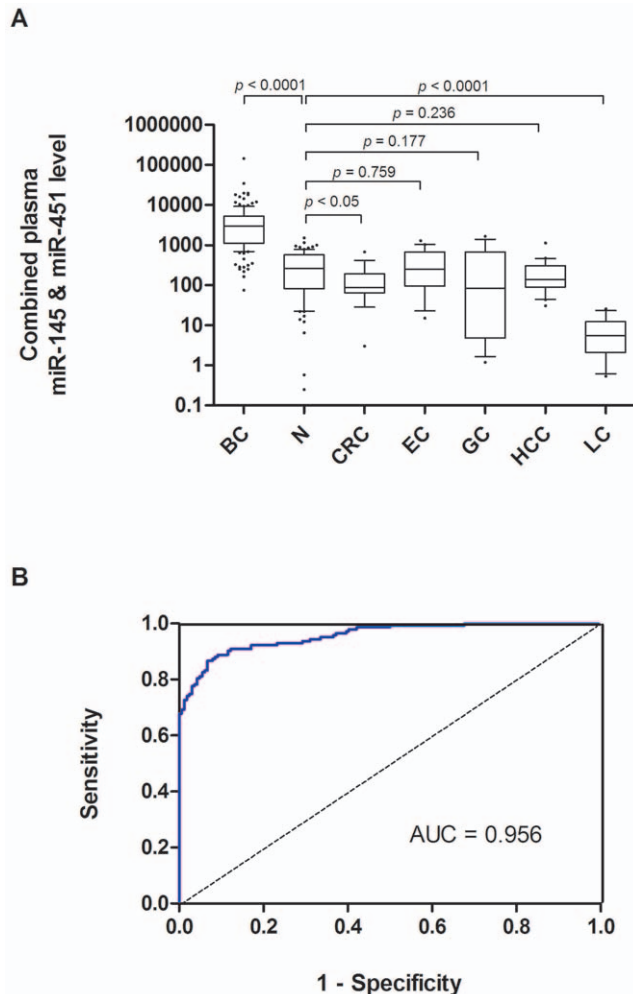 A
p < 0.0001
p < 0.0001
p = 0.236
p = 0.177
p = 0.759
p < 0.05
Combined plasma
miR-145 & miR-451 level
1000000
100000
10000
1000
100
10
1
0.1
BC
N
CRC
EC
GC
HCC
LC
B
Sensitivity
1.0
0.8
0.6
0.4
0.2
0.0
AUC = 0.956
0.0 0.2 0.4 0.6 0.8 1.0
1 - Specificity